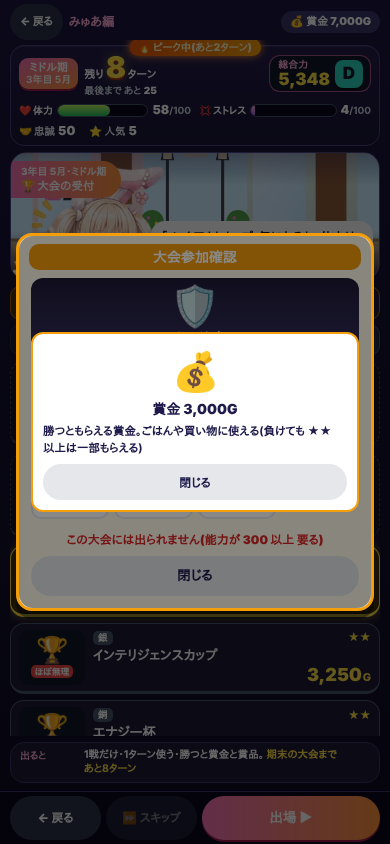 ← 戻る
みゅあ編
💰 賞金 7,000G
🔥 ピーク中(あと2ターン)
ミドル期
3年目 5月
残り 8 ターン
最後まで あと 25
総合力
5,348 D
❤️ 体力 58/100 💢 ストレス 4/100
🤝 忠誠 50 ⭐ 人気 5
3年目 5月・ミドル期
🏆 大会の受付
大会参加確認
💰
賞金 3,000G
勝つともらえる賞金。ごはんや買い物に使える(負けても ★★
以上は一部もらえる)
閉じる
この大会には出られません(能力が 300 以上 要る)
閉じる
銀 ★★
インテリジェンスカップ
ほぼ無理
3,250G
銅 ★★
エナジー杯
出ると
1戦だけ・1ターン使う・勝つと賞金と賞品。期末の大会まで
あと8ターン
← 戻る
⏩ スキップ
出場 ▶